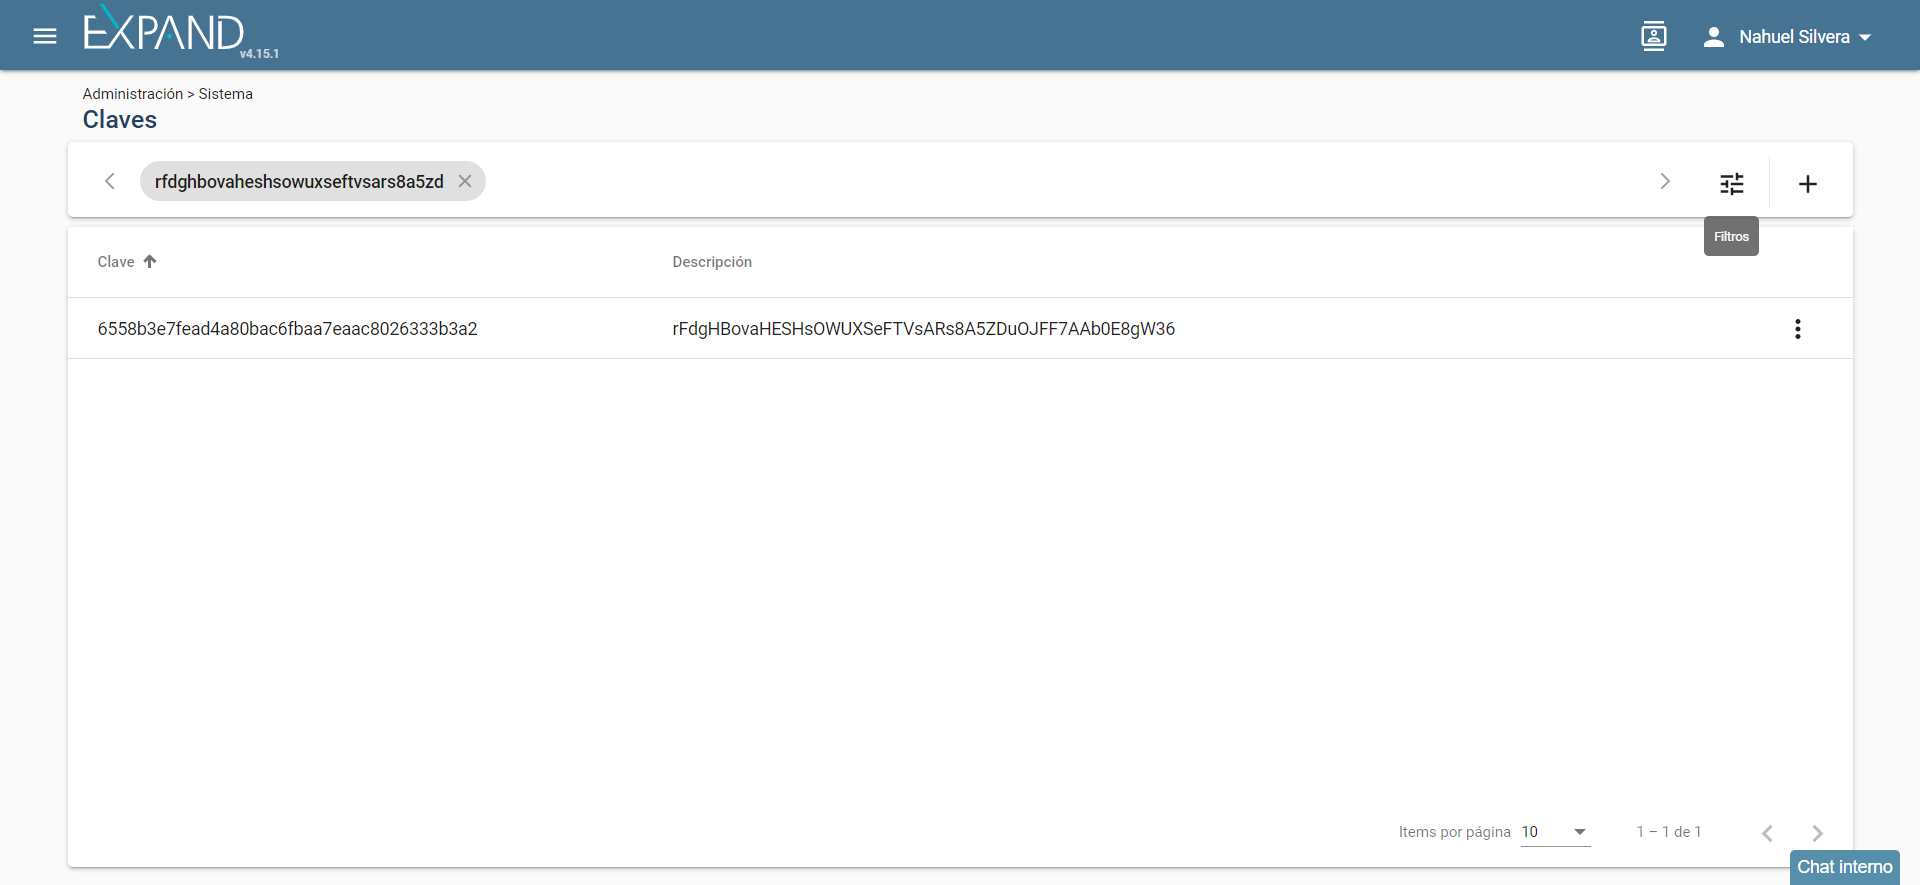 EXPAND
v4.15.1
Nahuel Silvera
Administración > Sistema
Claves
rfdghbovaheshsowuxseftvsars8a5zd
Filtros
Clave
Descripción
6558b3e7fead4a80bac6fbaa7eaac8026333b3a2
rFdgHBovaHESHsOWUXSeFTVsARs8A5ZDuOJFF7AAb0E8gW36
Items por página
10
1 – 1 de 1
Chat interno